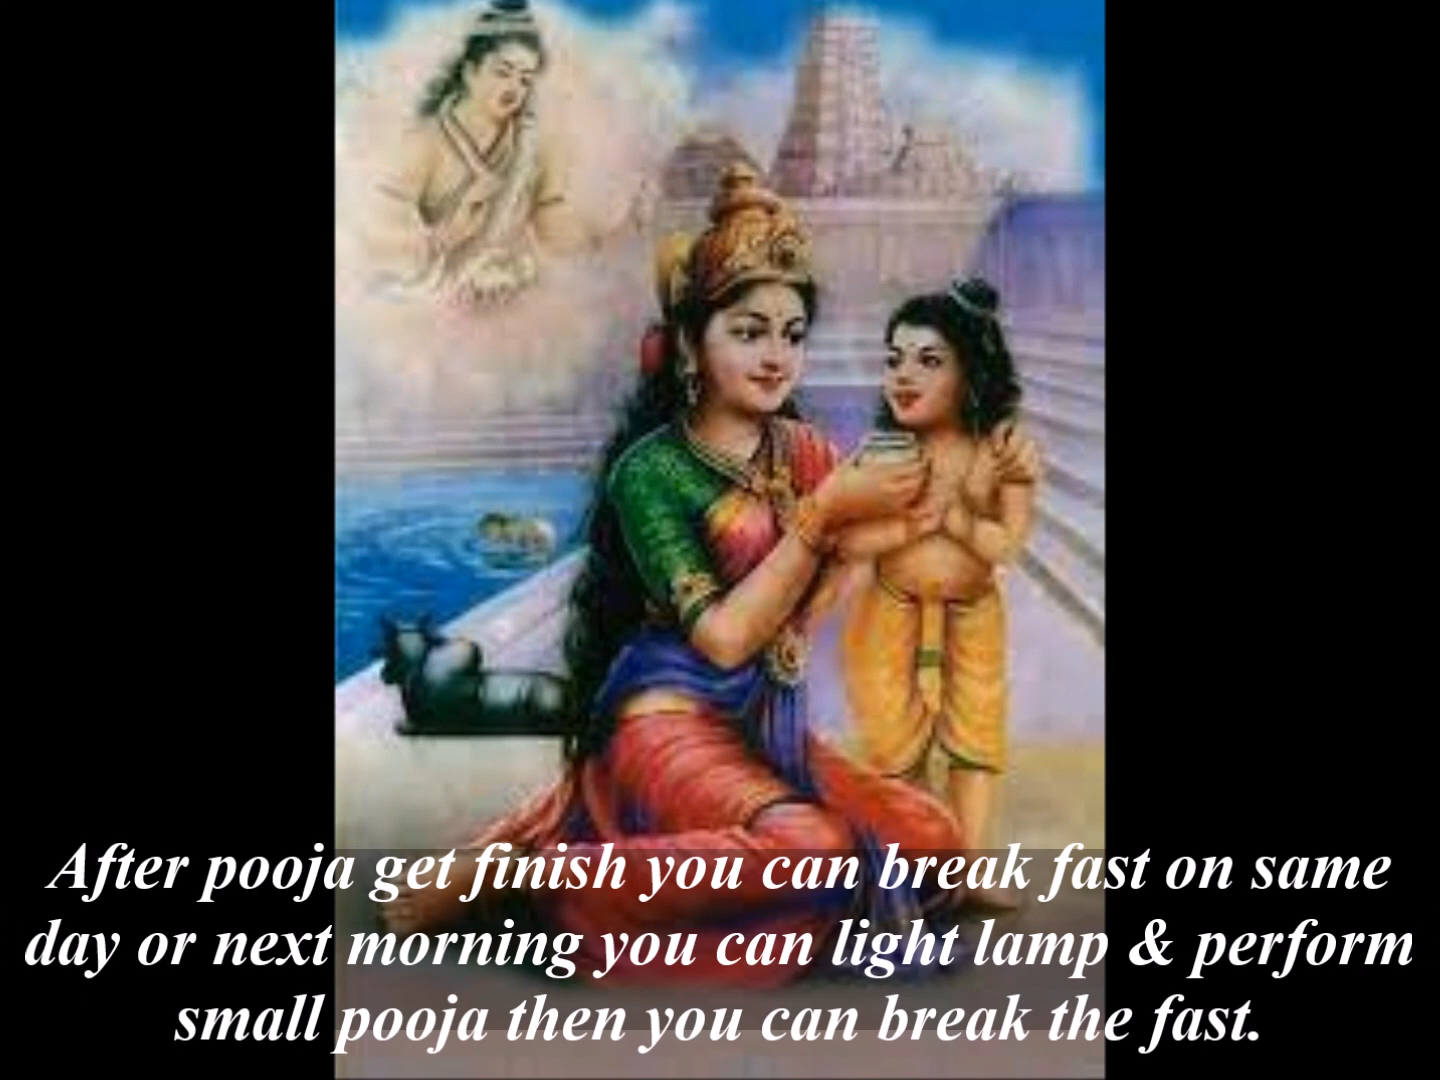 After pooja get finish you can break fast on same
day or next morning you can light lamp & perform
small pooja then you can break the fast.